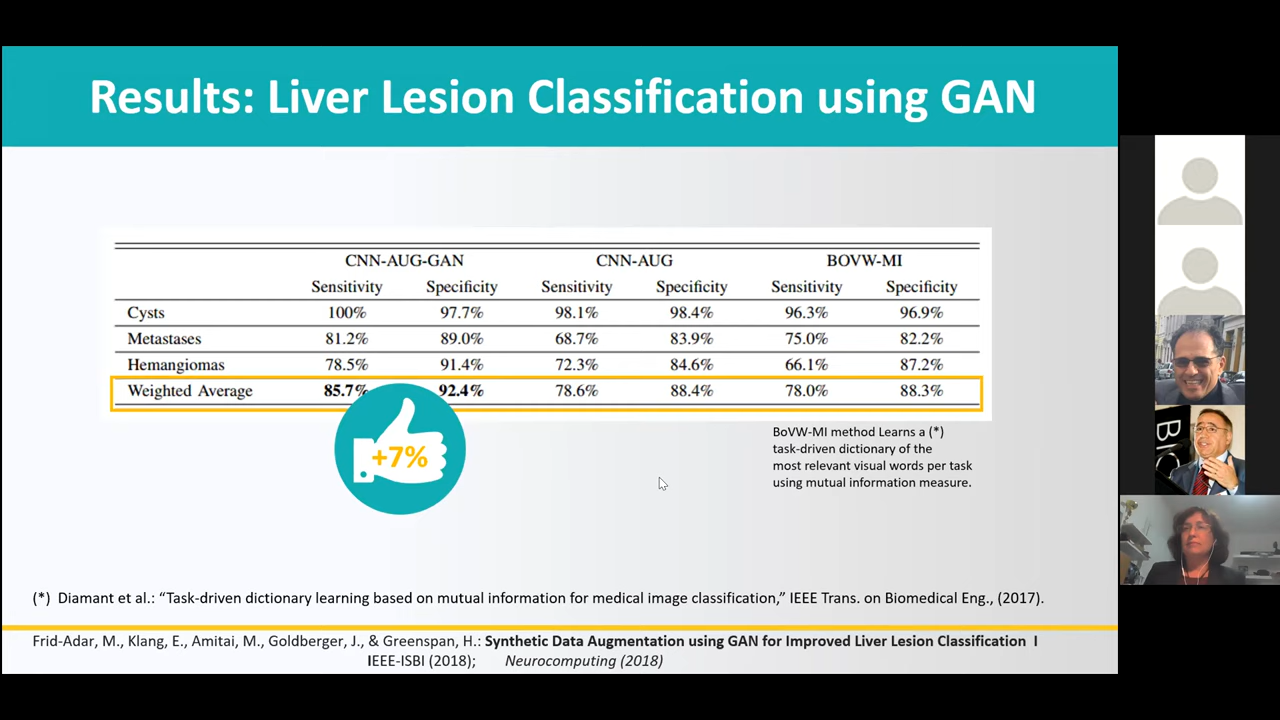 Results: Liver Lesion Classification using GAN
CNN-AUG-GAN CNN-AUG BOVW-MI
Sensitivity Specificity Sensitivity Specificity Sensitivity Specificity
Cysts 100% 97.7% 98.1% 98.4% 96.3% 96.9%
Metastases 81.2% 89.0% 68.7% 83.9% 75.0% 82.2%
Hemangiomas 78.5% 91.4% 72.3% 84.6% 66.1% 87.2%
Weighted Average 85.7% 92.4% 78.6% 88.4% 78.0% 88.3%
+7%
BoVW-MI method Learns a (*)
task-driven dictionary of the
most relevant visual words per task
using mutual information measure.
(*) Diamant et al.: “Task-driven dictionary learning based on mutual information for medical image classification,” IEEE Trans. on Biomedical Eng., (2017).
Frid-Adar, M., Klang, E., Amitai, M., Goldberger, J., & Greenspan, H.: Synthetic Data Augmentation using GAN for Improved Liver Lesion Classification I
IEEE-ISBI (2018); Neurocomputing (2018)